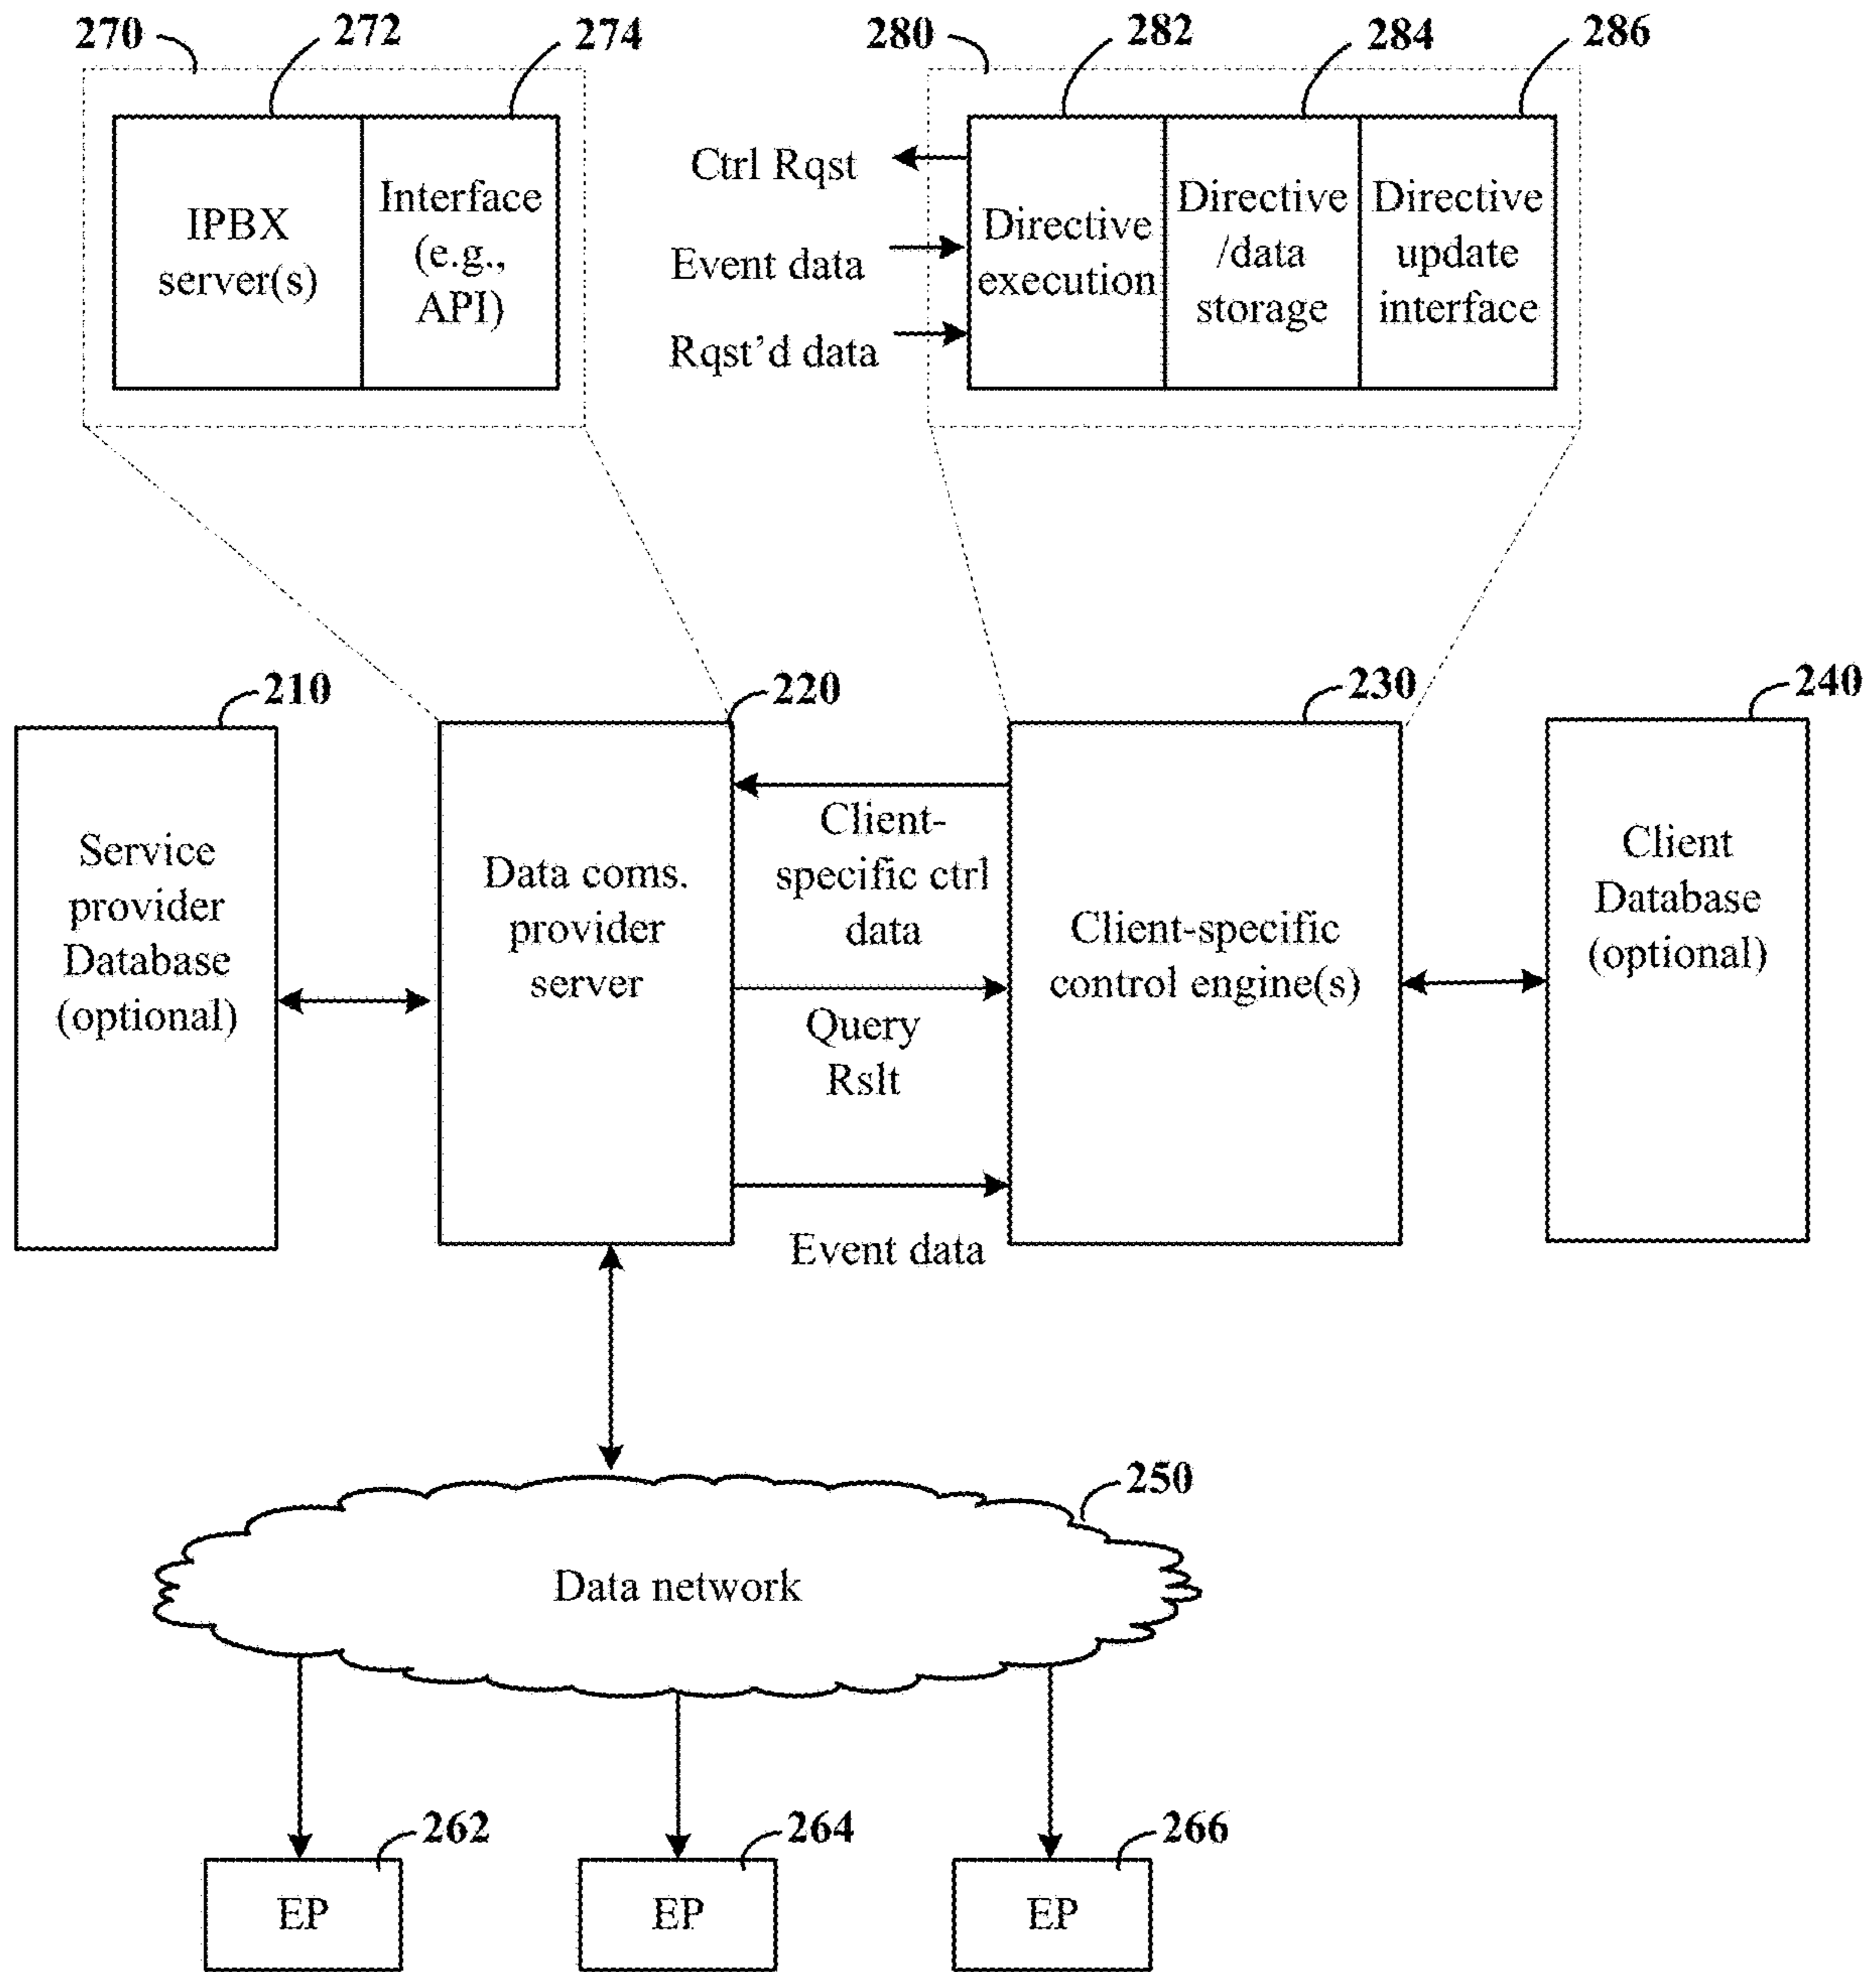 270
272
274
280
282
284
286
IPBX
server(s)
Interface
(e.g.,
API)
Ctrl Rqst
Event data
Rqst’d data
Directive
execution
Directive
/data
storage
Directive
update
interface
210
220
230
240
Service
provider
Database
(optional)
Data coms.
provider
server
Client-
specific ctrl
data
Query
Rslt
Event data
Client-specific
control engine(s)
Client
Database
(optional)
250
Data network
262
264
266
EP
EP
EP